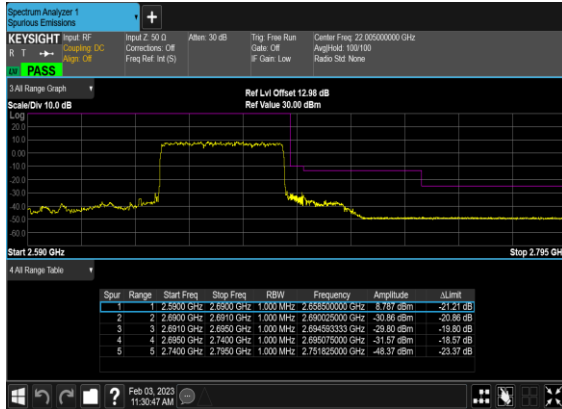 Spectrum Analyzer 1
Spurious Emissions
+
KEYSIGHT Input: RF Input Z: 50 Ω Atten: 30 dB Trig: Free Run Center Freq: 22.005000000 GHz
R T Coupling: DC Corrections: Off Gate: Off Avg|Hold: 100/100
Align: Off Freq Ref: Int (S) IF Gain: Low Radio Std: None
LU PASS
3 All Range Graph
Ref Lvl Offset 12.98 dB
Scale/Div 10.0 dB Ref Value 30.00 dBm
Log
20.0
10.0
0.00
-10.0
-20.0
-30.0
-40.0
-50.0
-60.0
Start 2.590 GHz Stop 2.795 GH
4 All Range Table
Spur Range Start Freq Stop Freq RBW Frequency Amplitude ΔLimit
1 1 2.5900 GHz 2.6900 GHz 1.000 MHz 2.658500000 GHz 8.787 dBm -21.21 dB
2 2 2.6900 GHz 2.6910 GHz 1.000 MHz 2.690025000 GHz -30.86 dBm -20.86 dB
3 3 2.6910 GHz 2.6950 GHz 1.000 MHz 2.694593333 GHz -29.80 dBm -19.80 dB
4 4 2.6950 GHz 2.7400 GHz 1.000 MHz 2.695075000 GHz -31.57 dBm -18.57 dB
5 5 2.7400 GHz 2.7950 GHz 1.000 MHz 2.751825000 GHz -48.37 dBm -23.37 dB
? Feb 03, 2023
11:30:47 AM